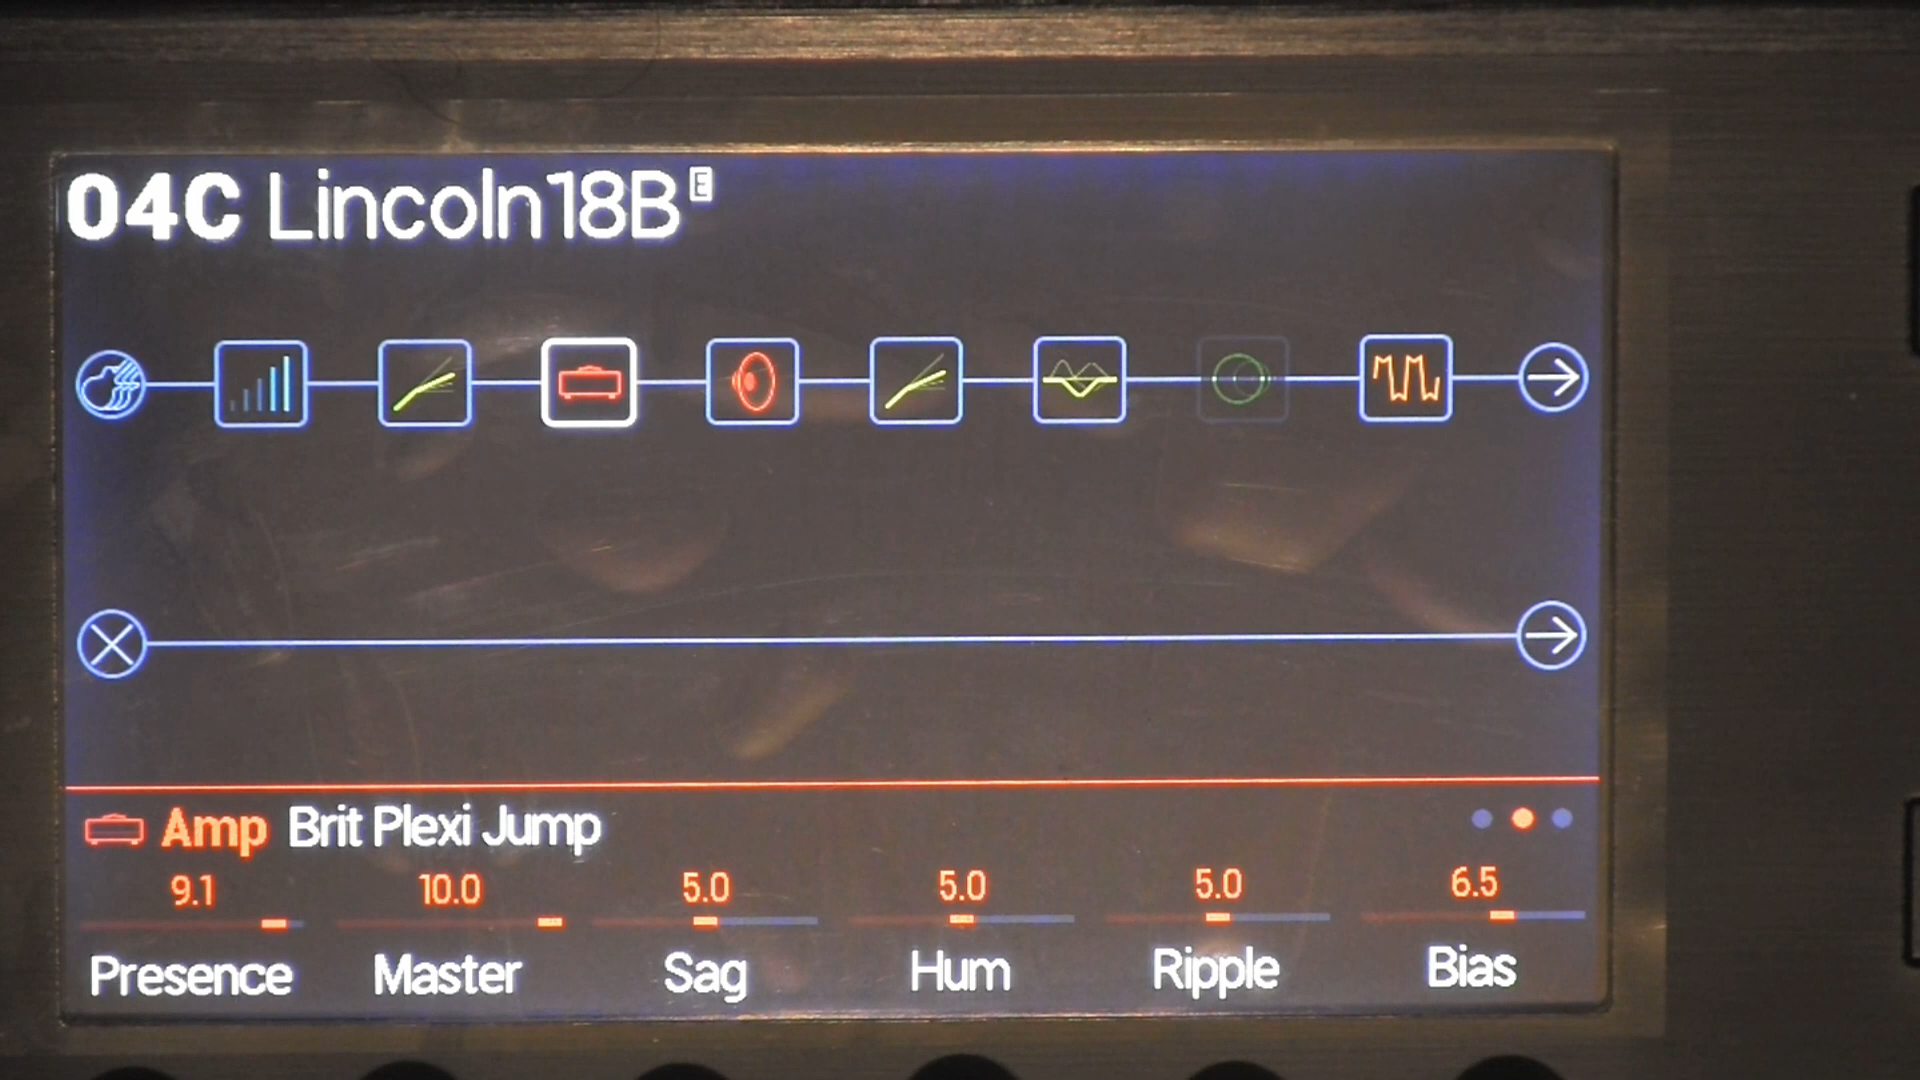 04C Lincoln18B E
Amp Brit Plexi Jump
9.1 10.0 5.0 5.0 5.0 6.5
Presence Master Sag Hum Ripple Bias